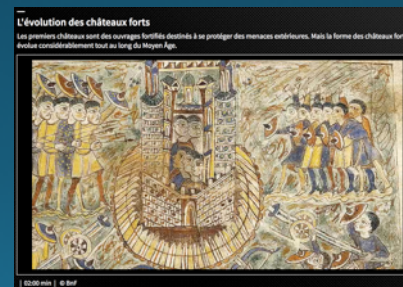 L'évolution des châteaux forts
Les premiers châteaux sont des ouvrages fortifiés destinés à se protéger des menaces extérieures. Mais la forme des châteaux fort
évolue considérablement tout au long du Moyen Âge.
| 02:00 min | © BnF